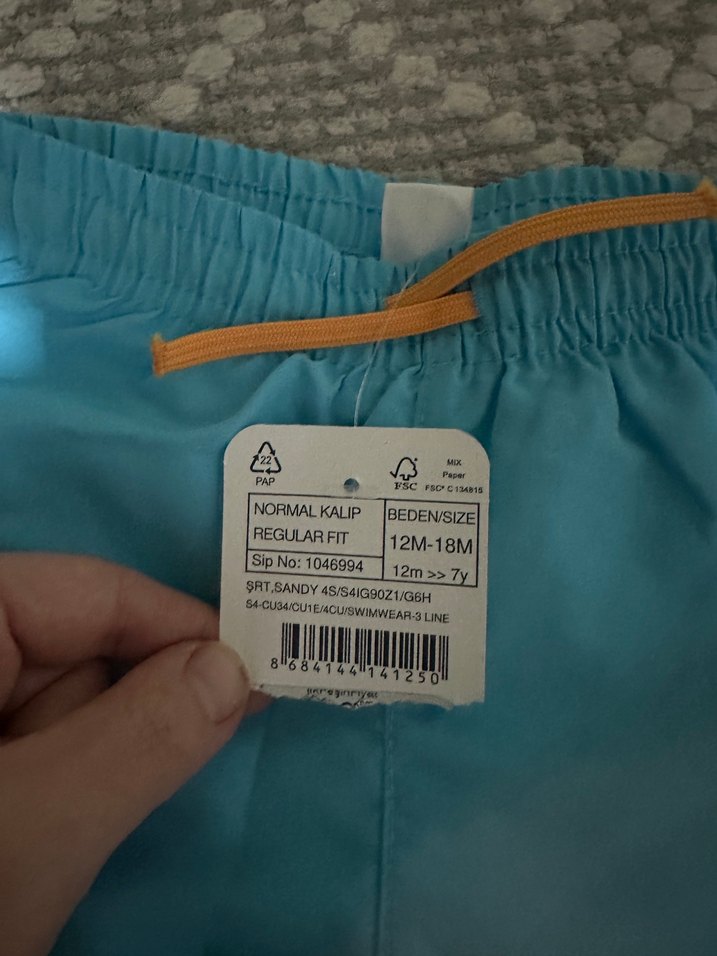 22
PAP
FSC
MIX
Paper
FSC® C 134815
NORMAL KALIP
REGULAR FIT
Sip No: 1046994
BEDEN/SIZE
12M-18M
12m >> 7y
SRT,SANDY 4S/S4IG90Z1/G6H
S4-CU34/CU1E/4CU/SWIMWEAR-3 LINE
8 684144 141250